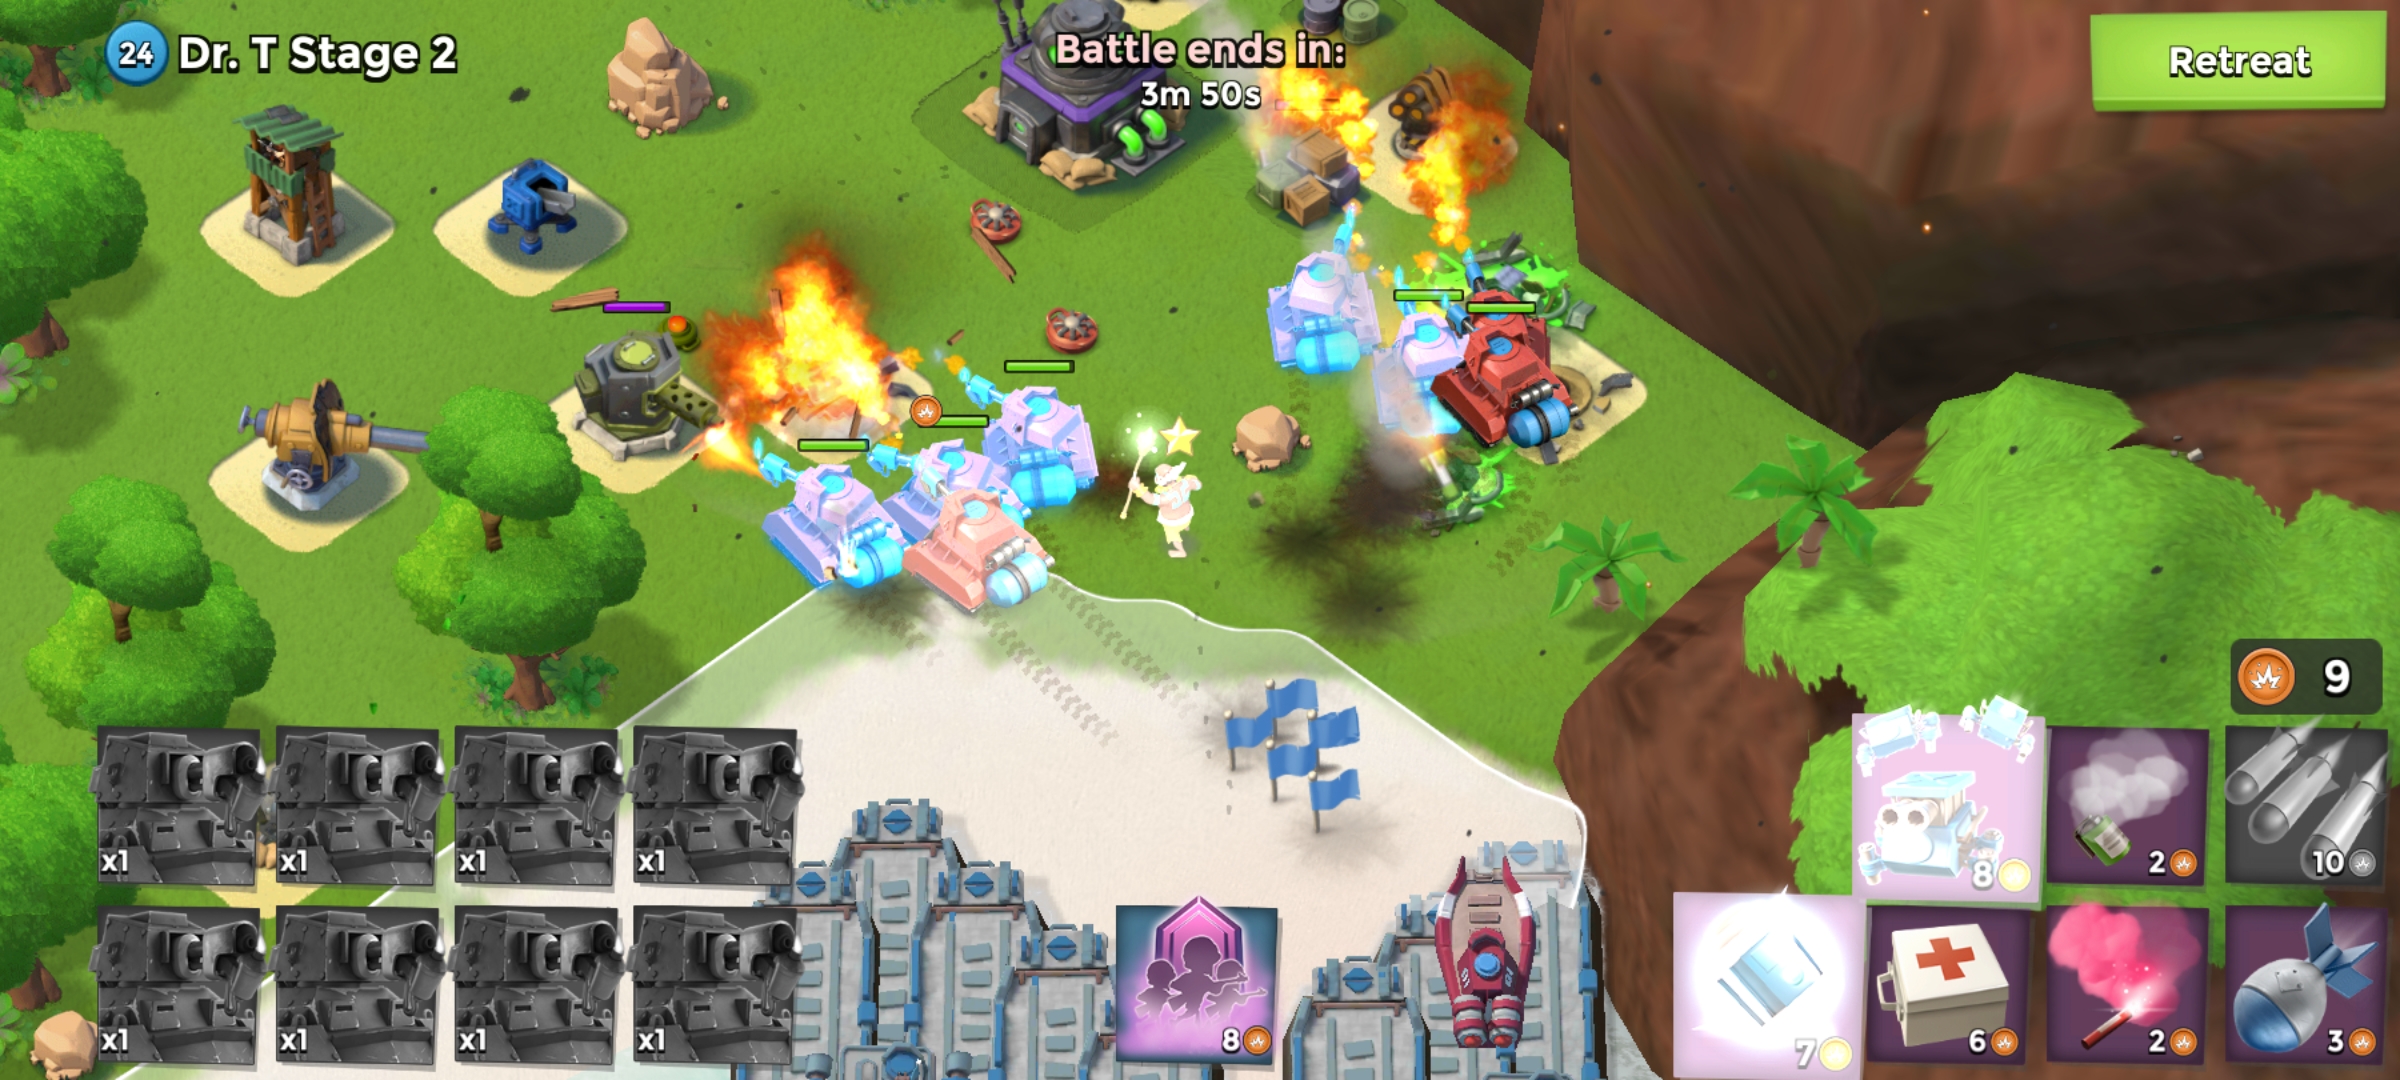 24 Dr. T Stage 2
Battle ends in:
3m 50s
Retreat
9
x1 x1 x1 x1
8 2 10
x1 x1 x1 x1
8
7 6 2 3